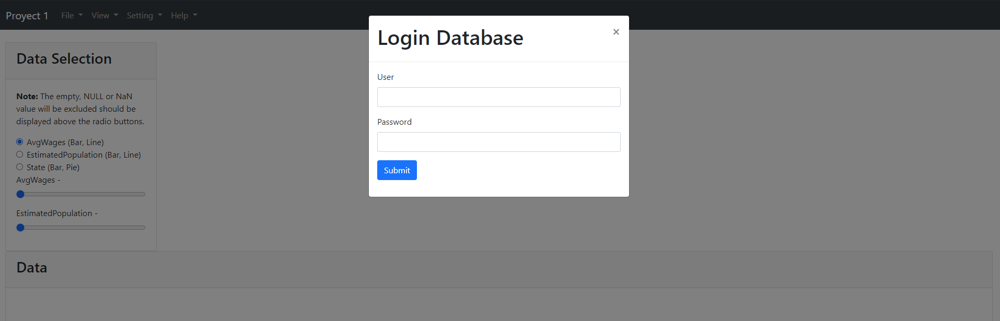 Proyect 1 File View Setting Help
Login Database
×
User
Password
Submit
Data Selection
Note: The empty, NULL or NaN
value will be excluded should be
displayed above the radio buttons.
AvgWages (Bar, Line)
EstimatedPopulation (Bar, Line)
State (Bar, Pie)
AvgWages -
EstimatedPopulation -
Data